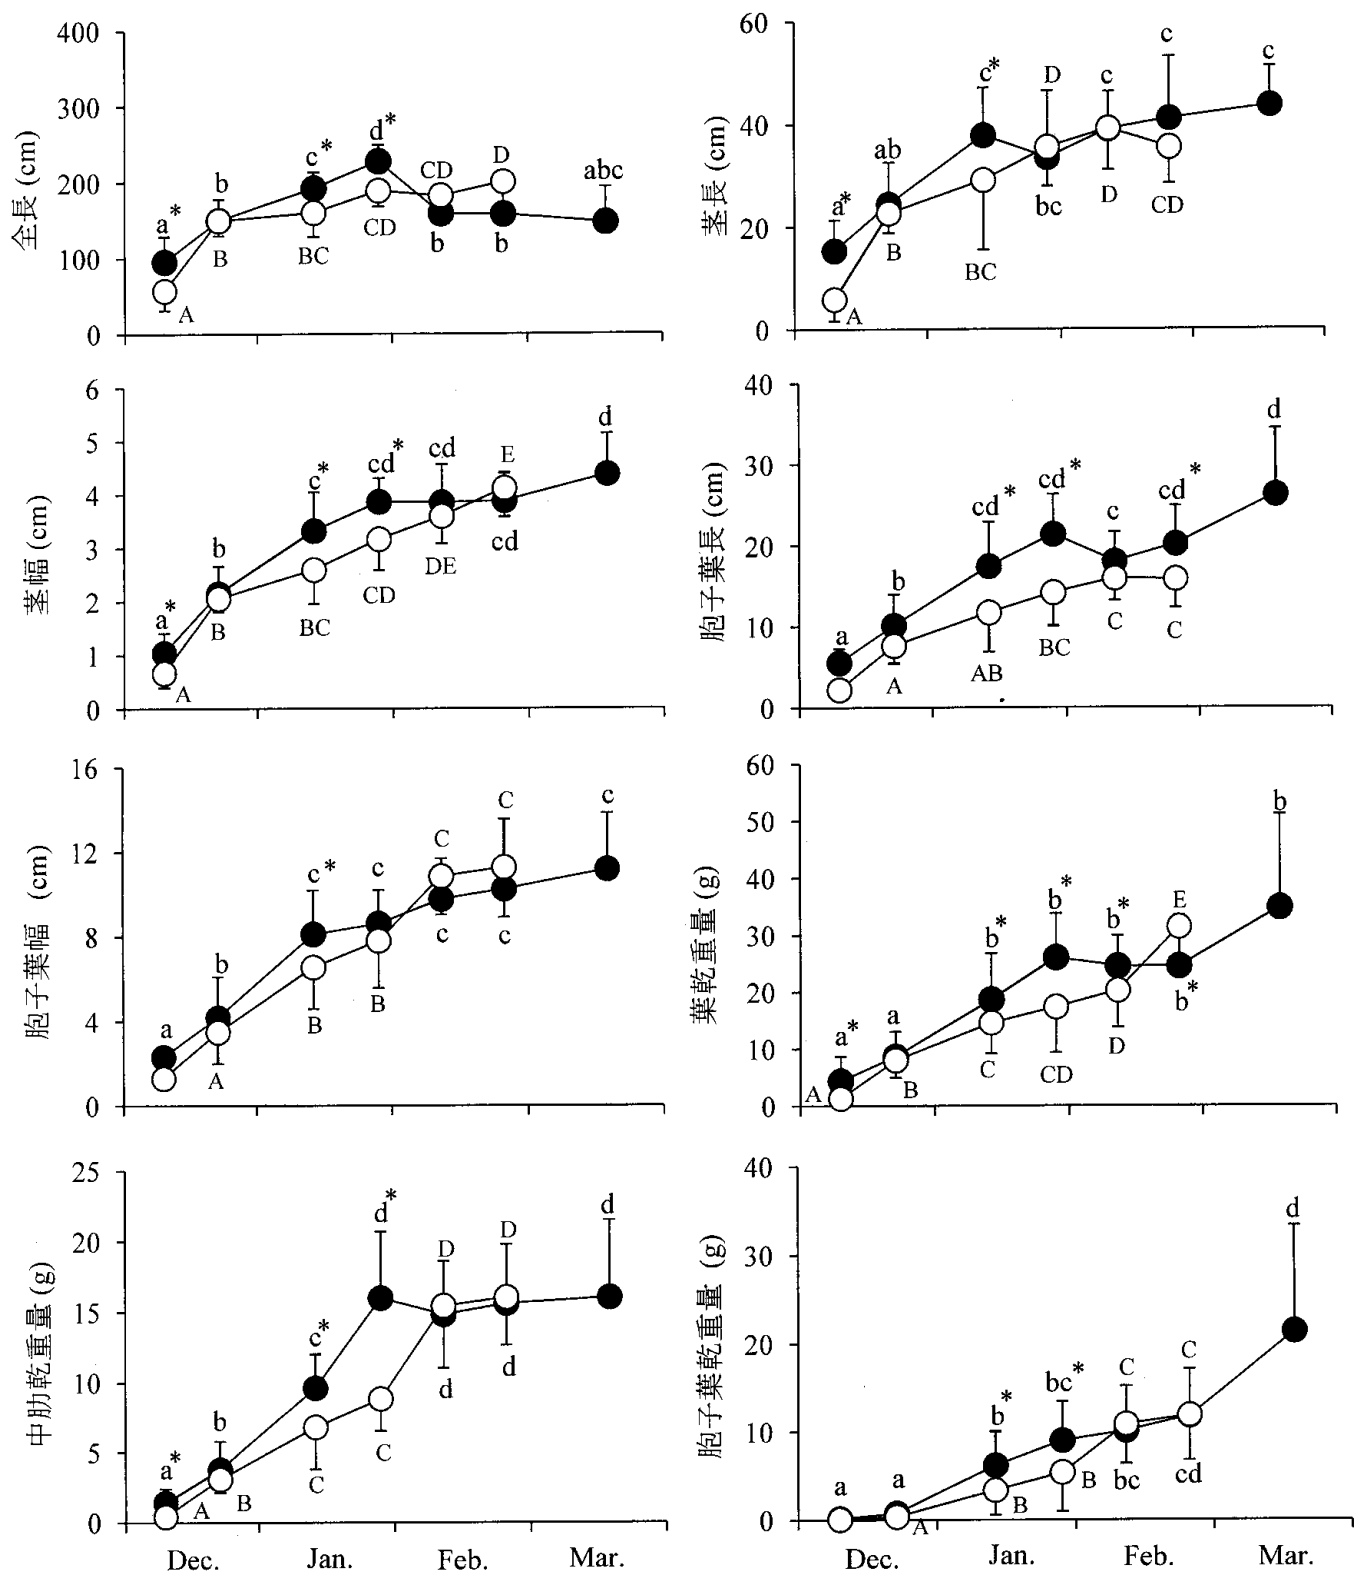 400
300
200
100
0
全長 (cm)
a*
b
c*
d*
b
b
abc
A
B
BC
CD
CD
D
60
40
20
0
茎長 (cm)
a*
ab
c*
bc
c
c
c
A
B
BC
D
D
CD
6
5
4
3
2
1
0
茎幅 (cm)
a*
b
c*
cd*
cd
cd
d
A
B
BC
CD
DE
E
40
30
20
10
0
胞子葉長 (cm)
a
b
cd*
cd*
c
cd*
d
A
AB
BC
C
C
16
12
8
4
0
胞子葉幅 (cm)
a
b
c*
c
c
c
c
A
B
B
C
C
60
50
40
30
20
10
0
葉乾重量 (g)
a*
a
b*
b*
b*
b*
b
A
B
C
CD
D
E
25
20
15
10
5
0
中肋乾重量 (g)
a*
b
c*
d*
d
d
d
A
B
C
C
D
D
Dec.
Jan.
Feb.
Mar.
40
30
20
10
0
胞子葉乾重量 (g)
a
a
b*
bc*
bc
cd
d
A
B
B
C
C
Dec.
Jan.
Feb.
Mar.